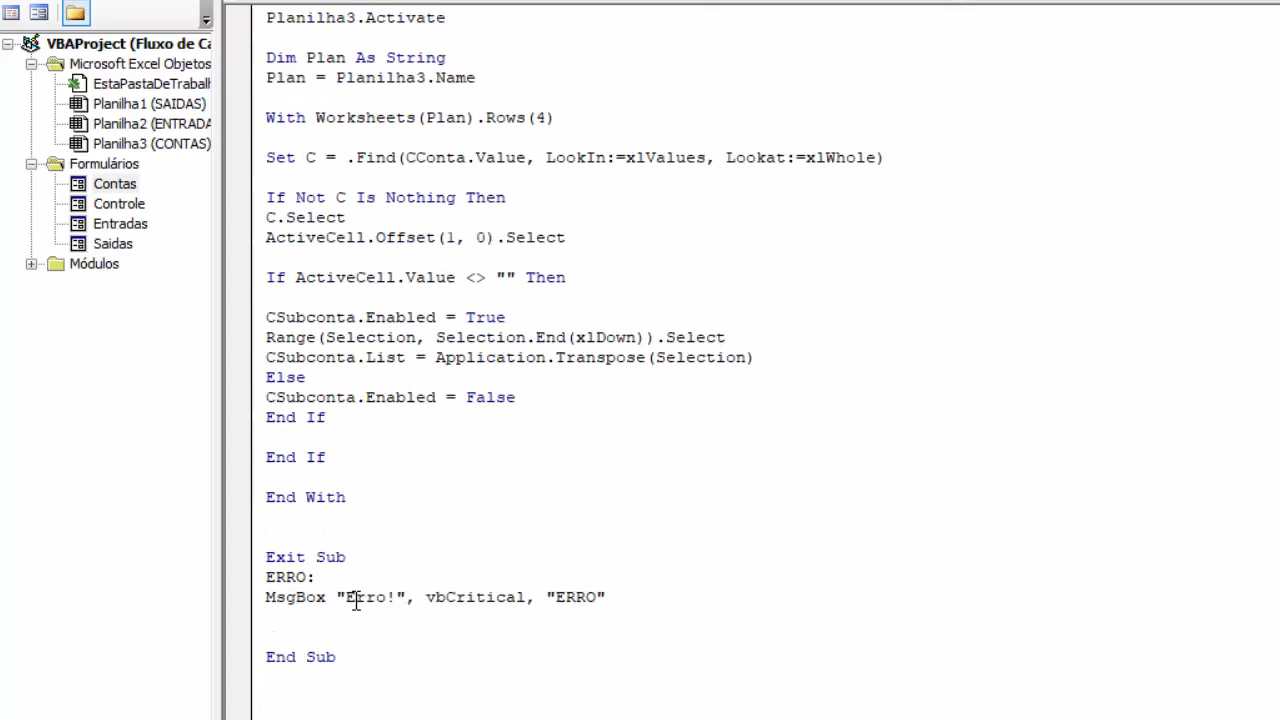 VBAProject (Fluxo de Ca
Microsoft Excel Objetos
EstaPastaDeTrabalh
Planilha1 (SAIDAS)
Planilha2 (ENTRADA
Planilha3 (CONTAS)
Formulários
Contas
Controle
Entradas
Saidas
Módulos
Planilha3.Activate
Dim Plan As String
Plan = Planilha3.Name
With Worksheets(Plan).Rows(4)
Set C = .Find(CConta.Value, LookIn:=xlValues, Lookat:=xlWhole)
If Not C Is Nothing Then
C.Select
ActiveCell.Offset(1, 0).Select
If ActiveCell.Value <> "" Then
CSubconta.Enabled = True
Range(Selection, Selection.End(xlDown)).Select
CSubconta.List = Application.Transpose(Selection)
Else
CSubconta.Enabled = False
End If
End If
End With
Exit Sub
ERRO:
MsgBox "Erro!", vbCritical, "ERRO"
End Sub